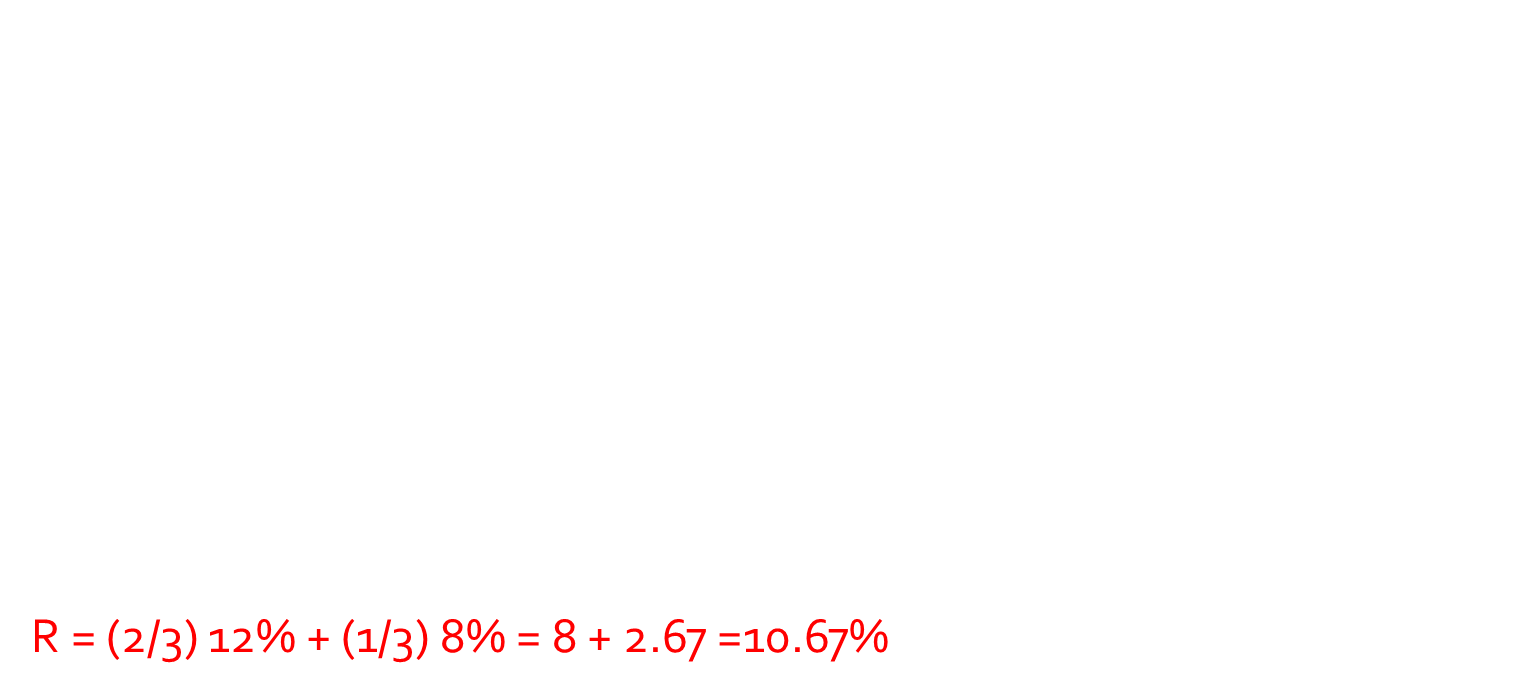 R = (2/3) 12% + (1/3) 8% = 8 + 2.67 =10.67%